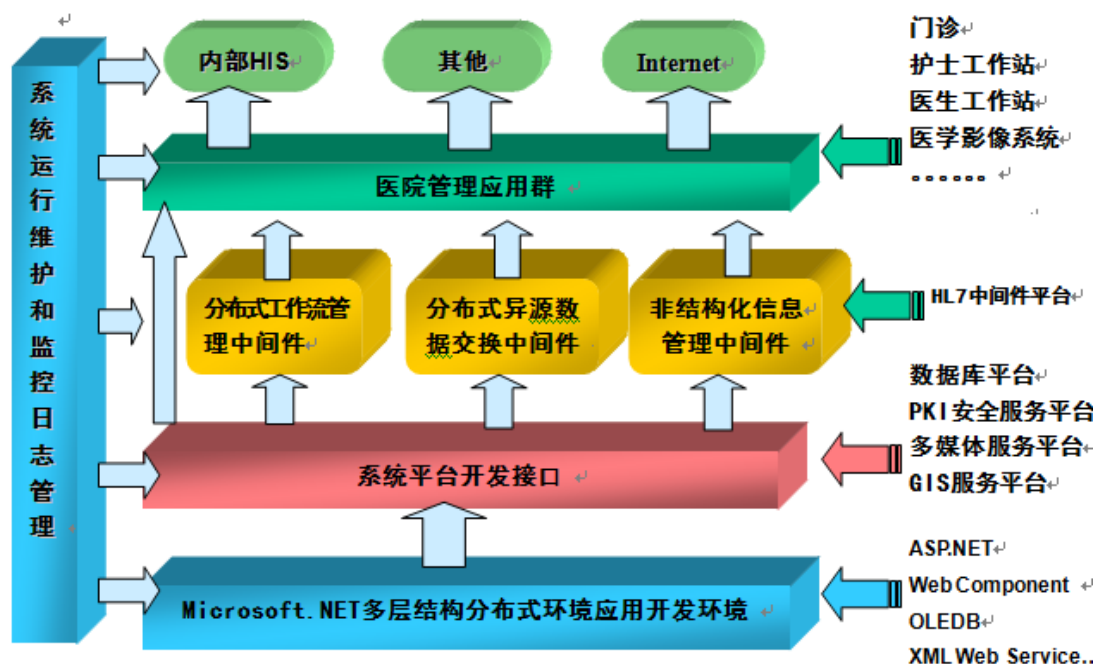 内部HIS
其他
Internet
门诊
护士工作站
医生工作站
医学影像系统
。。。。。。
系统运行维护和监控日志管理
医院管理应用群
分布式工作流管
理中间件
分布式异源数
据交换中间件
非结构化信息
管理中间件
HL7中间件平台
数据库平台
PKI安全服务平台
多媒体服务平台
GIS服务平台
系统平台开发接口
Microsoft.NET多层结构分布式环境应用开发环境
ASP.NET
Web Component
OLEDB
XML Web Service..